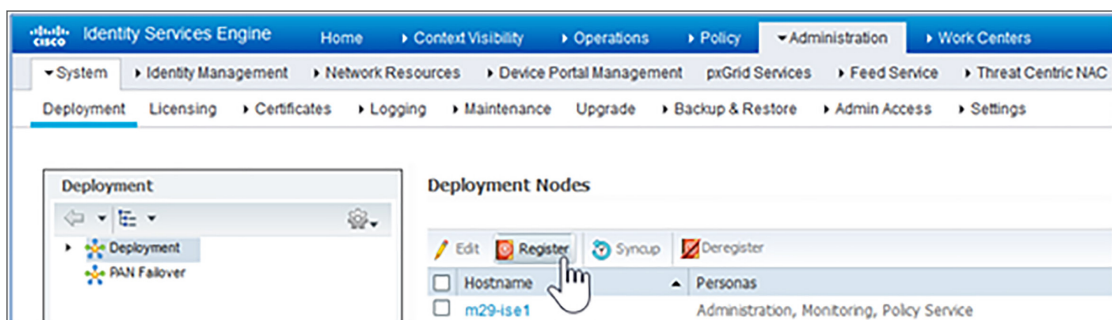 cisco Identity Services Engine Home Context Visibility Operations Policy Administration Work Centers
System Identity Management Network Resources Device Portal Management pxGrid Services Feed Service Threat Centric NAC
Deployment Licensing Certificates Logging Maintenance Upgrade Backup & Restore Admin Access Settings
Deployment
Deployment
PAN Failover
Deployment Nodes
Edit Register Syncup Deregister
Hostname Personas
m29-ise1 Administration, Monitoring, Policy Service